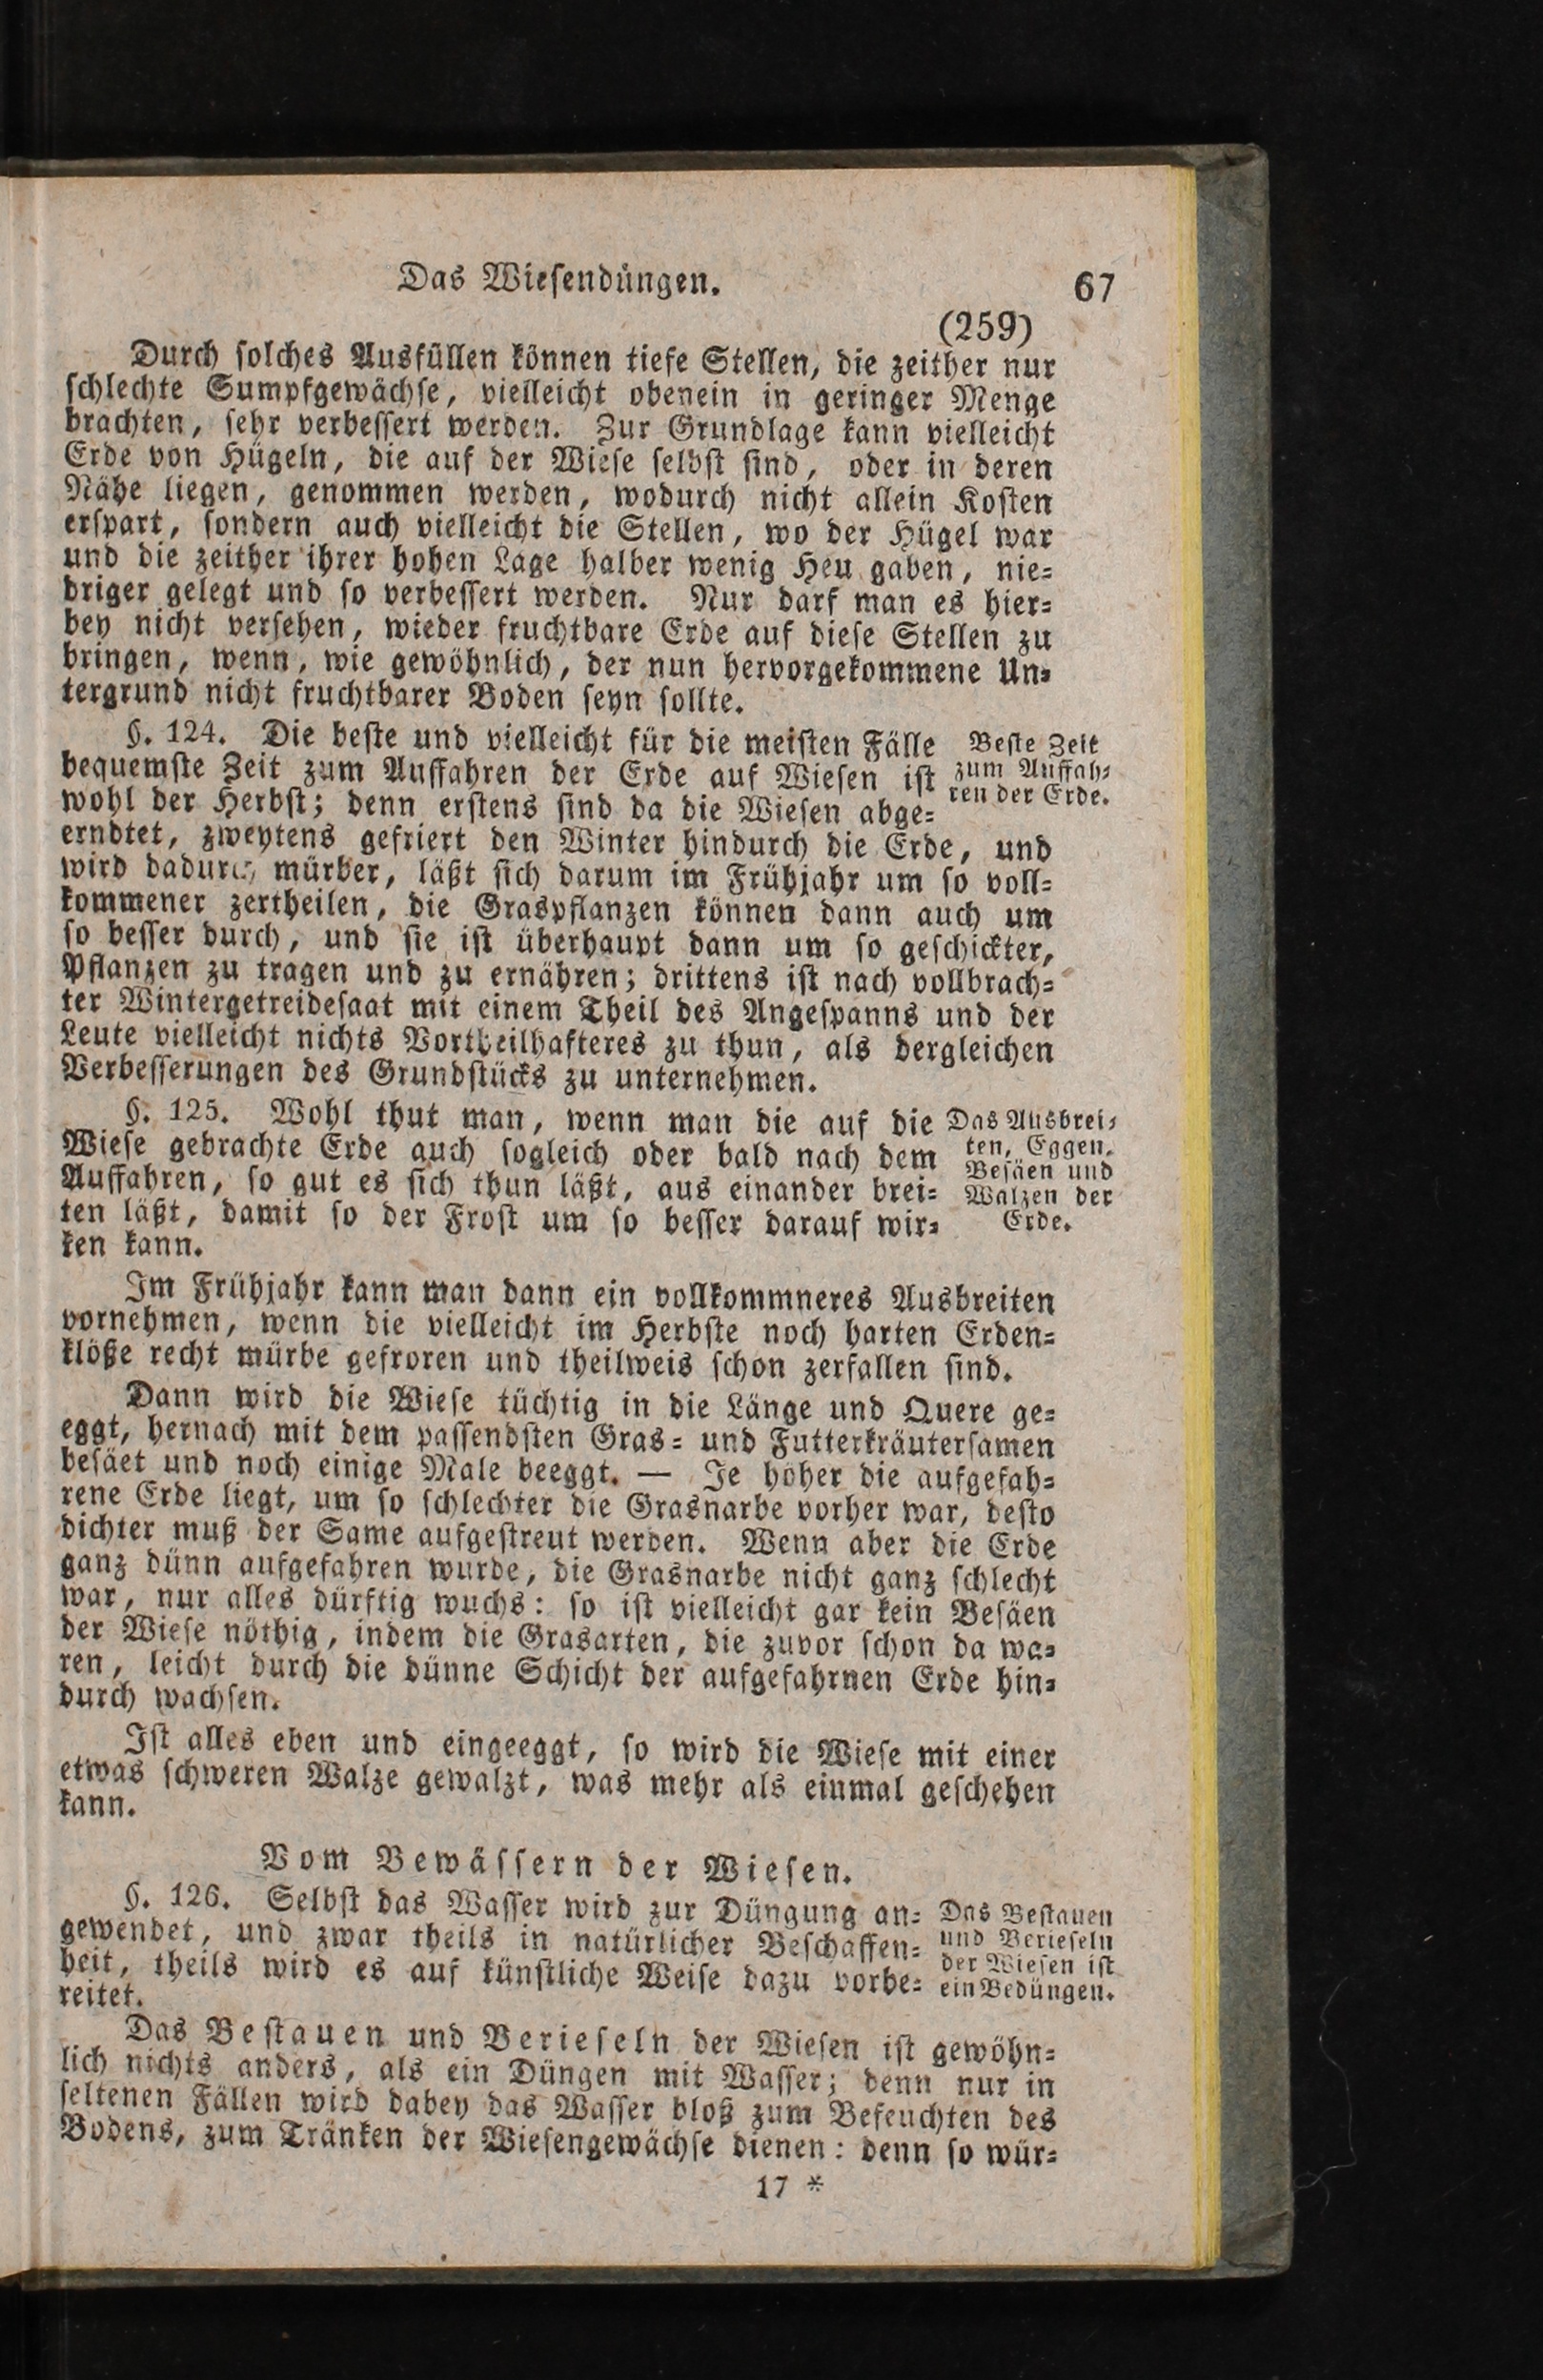 Das Wieſendüngen.
67
(259)
Durch ſolches Ausfüllen können tiefe Stellen, die zeither nur
ſchlechte Sumpfgewächſe, vielleicht obenein in geringer Menge
brachten, ſehr verbeſſert werden. Zur Grundlage kann vielleicht
Erde von Hügeln, die auf der Wieſe ſelbſt ſind, oder in deren
Nähe liegen, genommen werden, wodurch nicht allein Koſten
erſpart, ſondern auch vielleicht die Stellen, wo der Hügel war
und die zeither ihrer hohen Lage halber wenig Heu gaben, nie⸗
driger gelegt und ſo verbeſſert werden. Nur darf man es hier⸗
bey nicht verſehen, wieder fruchtbare Erde auf dieſe Stellen zu
bringen, wenn, wie gewöhnlich, der nun hervorgekommene Un⸗
tergrund nicht fruchtbarer Boden ſeyn ſollte.
§. 124. Die beſte und vielleicht für die meiſten Fälle
bequemſte Zeit zum Auffahren der Erde auf Wieſen iſt
wohl der Herbſt; denn erſtens ſind da die Wieſen abge⸗
Beſte Zeit
zum Auffah⸗
ren der Erde.
erndtet, zweytens gefriert den Winter hindurch die Erde, und
wird dadurch mürber, läßt ſich darum im Frühjahr um ſo voll⸗
kommener zertheilen, die Graspflanzen können dann auch um
ſo beſſer durch, und ſie iſt überhaupt dann um ſo geſchickter,
Pflanzen zu tragen und zu ernähren; drittens iſt nach vollbrach⸗
ter Wintergetreideſaat mit einem Theil des Angeſpanns und der
Leute vielleicht nichts Vortheilhafteres zu thun, als dergleichen
Verbeſſerungen des Grundſtücks zu unternehmen.
§. 125. Wohl thut man, wenn man die auf die
Wieſe gebrachte Erde auch ſogleich oder bald nach dem
Auffahren, ſo gut es ſich thun läßt, aus einander brei⸗
ten läßt, damit ſo der Froſt um ſo beſſer darauf wir⸗
ken kann.
Das Ausbrei⸗
ten, Eggen,
Beſäen und
Walzen der
Erde.
Im Frühjahr kann man dann ein vollkommneres Ausbreiten
vornehmen, wenn die vielleicht im Herbſte noch harten Erden⸗
klöße recht mürbe gefroren und theilweis ſchon zerfallen ſind.
Dann wird die Wieſe tüchtig in die Länge und Quere ge⸗
eggt, hernach mit dem paſſendſten Gras⸗ und Futterkräuterſamen
beſäet und noch einige Male beeggt. — Je höher die aufgefah⸗
rene Erde liegt, um ſo ſchlechter die Grasnarbe vorher war, deſto
dichter muß der Same aufgeſtreut werden. Wenn aber die Erde
ganz dünn aufgefahren wurde, die Grasnarbe nicht ganz ſchlecht
war, nur alles dürftig wuchs: ſo iſt vielleicht gar kein Beſäen
der Wieſe nöthig, indem die Grasarten, die zuvor ſchon da wa⸗
ren, leicht durch die dünne Schicht der aufgefahrnen Erde hin⸗
durch wachſen.
Iſt alles eben und eingeeggt, ſo wird die Wieſe mit einer
etwas ſchweren Walze gewalzt, was mehr als einmal geſchehen
kann.
Vom Bewäſſern der Wieſen.
§. 126. Selbſt das Waſſer wird zur Düngung an⸗
gewendet, und zwar theils in natürlicher Beſchaffen⸗
heit, theils wird es auf künſtliche Weiſe dazu vorbe⸗
reitet.
Das Beſtauen
und Berieſeln
der Wieſen iſt
ein Bedüngen.
Das Beſtauen und Berieſeln der Wieſen iſt gewöhn⸗
lich nichts anders, als ein Düngen mit Waſſer; denn nur in
ſeltenen Fällen wird dabey das Waſſer bloß zum Befeuchten des
Bodens, zum Tränken der Wieſengewächſe dienen: denn ſo wür⸗
17 *